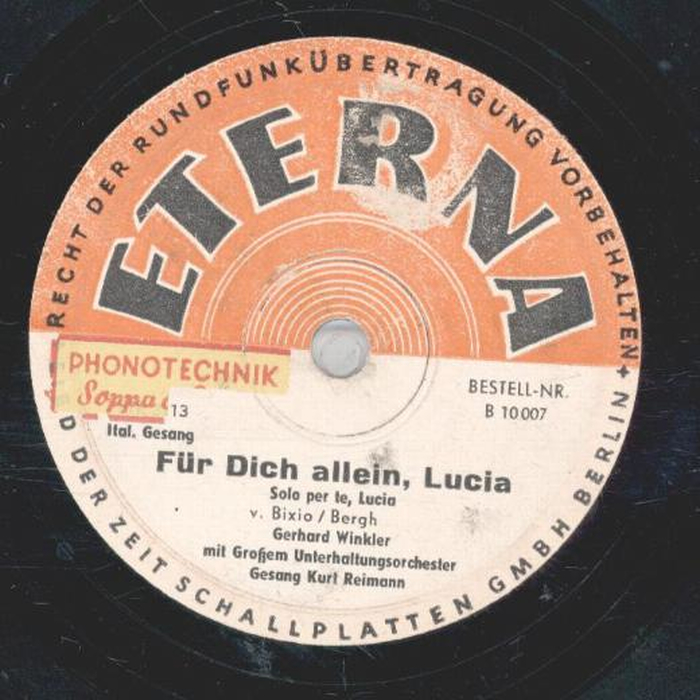 RECHT DER RUNDFUNKÜBERTRAGUNG VORBEHALTEN +
ETERNA
PHONOTECHNIK
Soppa
13
BESTELL-NR.
B 10007
Ital. Gesang
Für Dich allein, Lucia
Solo per te, Lucia
v. Bixio / Bergh
Gerhard Winkler
mit Großem Unterhaltungsorchester
Gesang Kurt Reimann
DER ZEIT SCHALLPLATTEN GMBH BERLIN